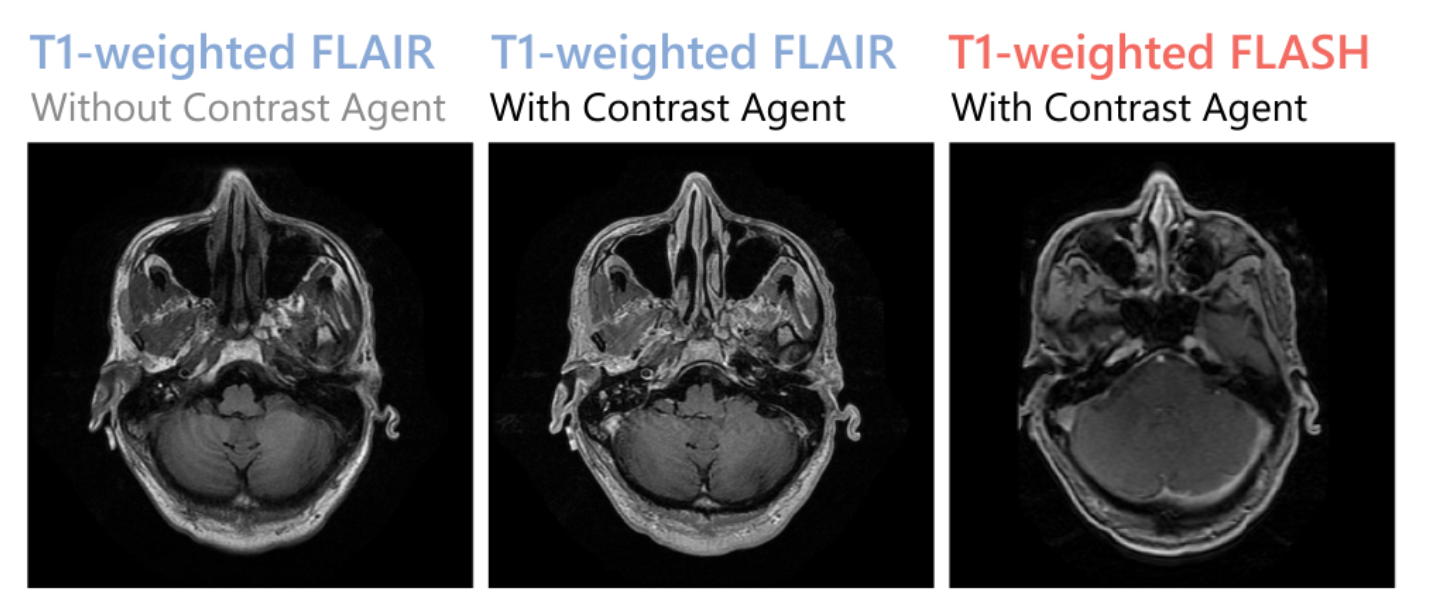 T1-weighted FLAIR
Without Contrast Agent
T1-weighted FLAIR
With Contrast Agent
T1-weighted FLASH
With Contrast Agent